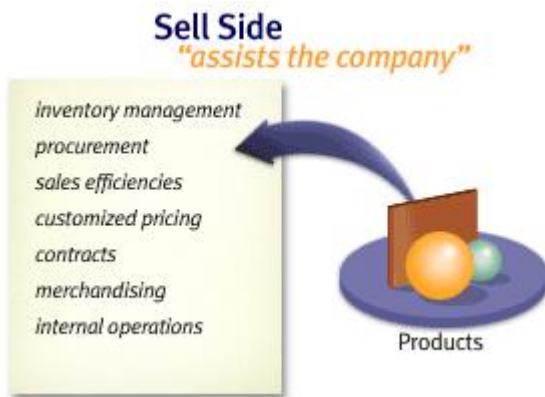 Sell Side
"assists the company"
inventory management
procurement
sales efficiencies
customized pricing
contracts
merchandising
internal operations
Products